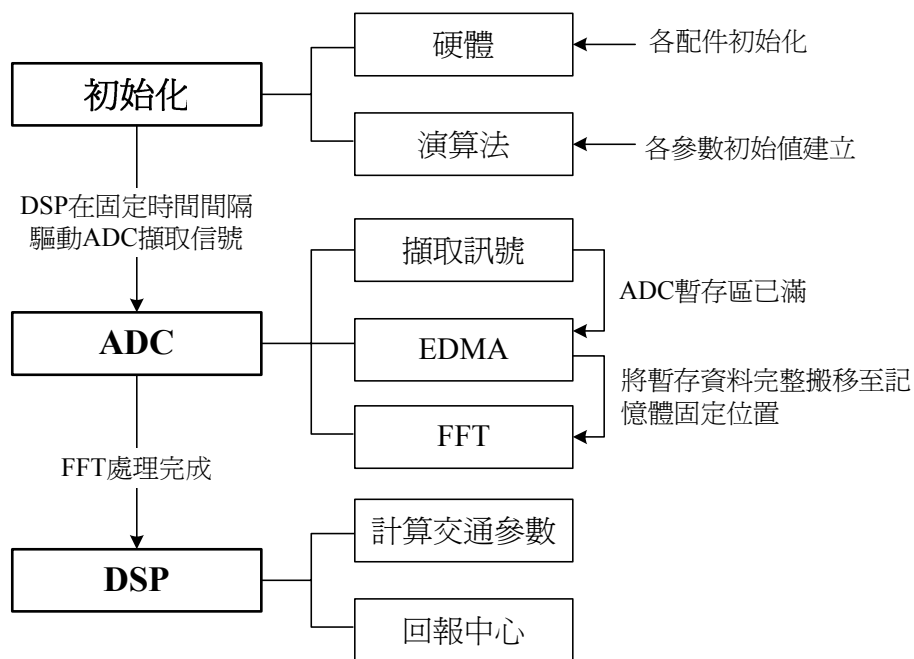 硬體
各配件初始化
初始化
演算法
各參數初始值建立
DSP在固定時間間隔
驅動ADC擷取信號
擷取訊號
ADC暫存區已滿
ADC
EDMA
將暫存資料完整搬移至記
憶體固定位置
FFT
FFT處理完成
計算交通參數
DSP
回報中心